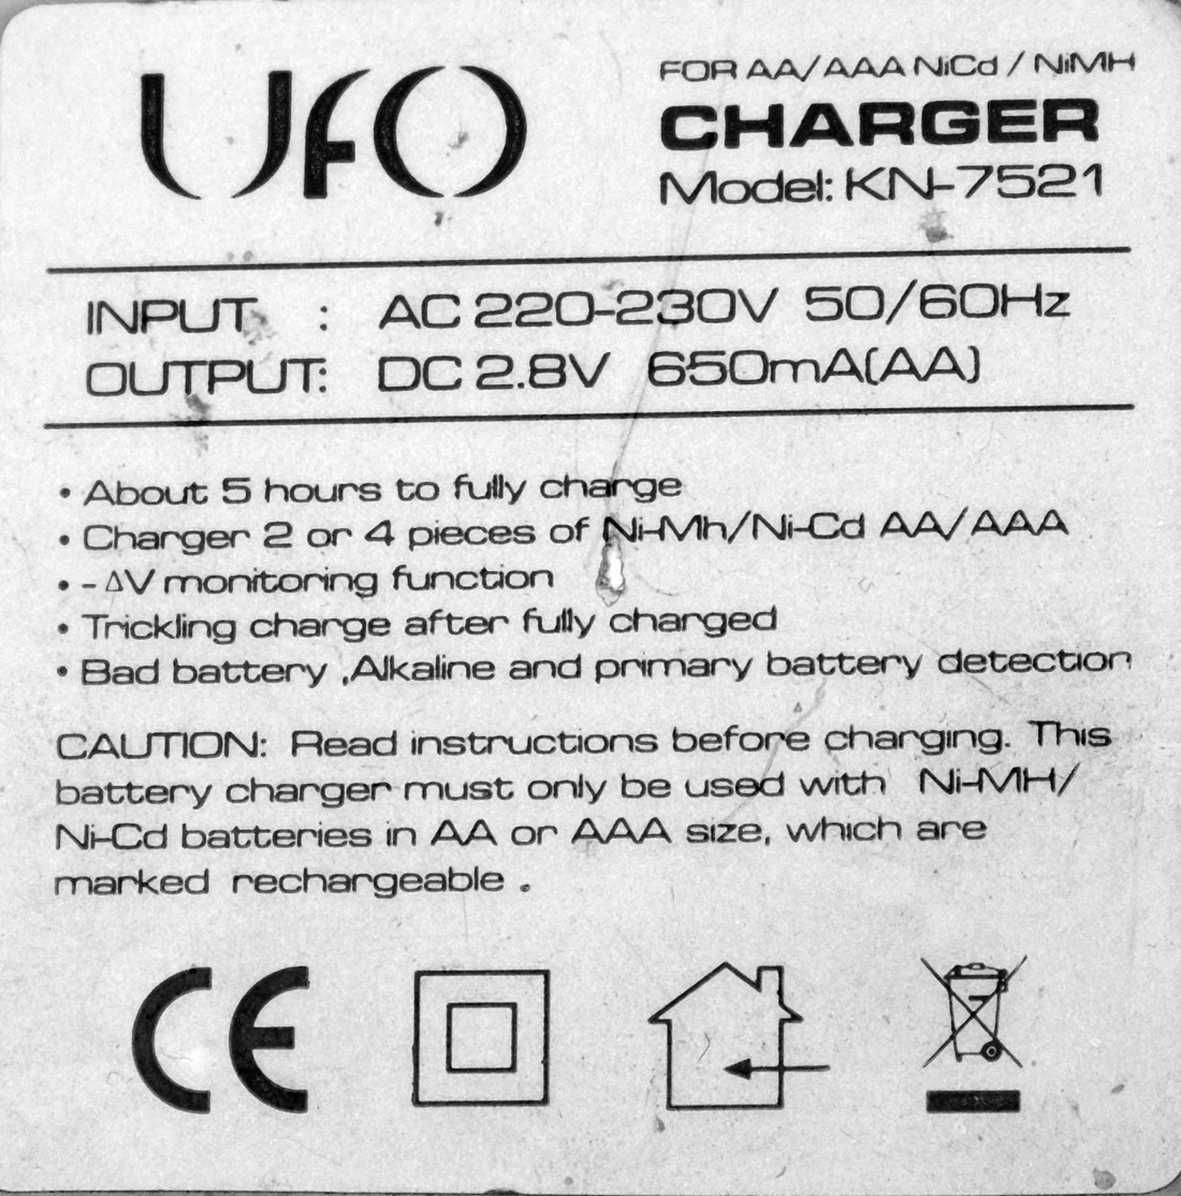 UFO
FOR AA/AAA NiCd / NiMH
CHARGER
Model: KN-7521
INPUT : AC 220-230V 50/60Hz
OUTPUT: DC 2.8V 650mA(AA)
• About 5 hours to fully charge
• Charger 2 or 4 pieces of Ni-Mh/Ni-Cd AA/AAA
• - ΔV monitoring function
• Trickling charge after fully charged
• Bad battery ,Alkaline and primary battery detection
CAUTION: Read instructions before charging. This
battery charger must only be used with Ni-MH/
Ni-Cd batteries in AA or AAA size, which are
marked rechargeable .
CE